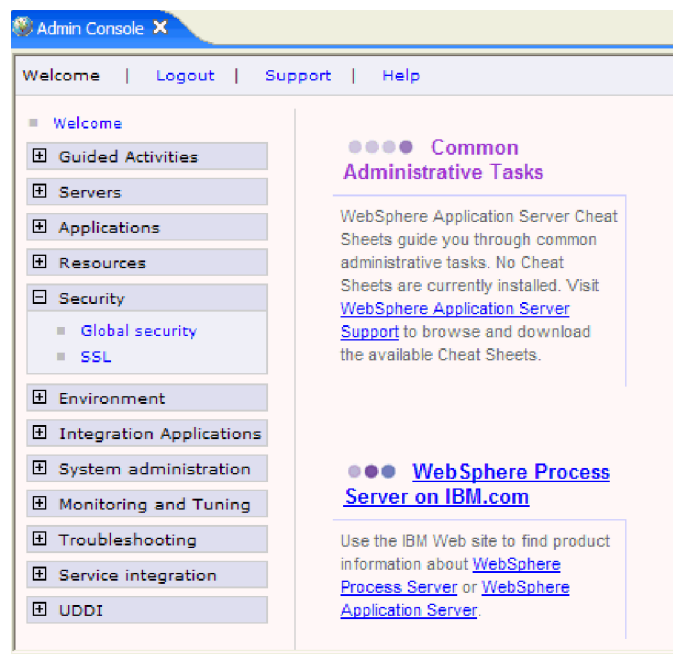 Admin Console
Welcome | Logout | Support | Help
Welcome
Guided Activities
Servers
Applications
Resources
Security
Global security
SSL
Environment
Integration Applications
System administration
Monitoring and Tuning
Troubleshooting
Service integration
UDDI
Common
Administrative Tasks
WebSphere Application Server Cheat
Sheets guide you through common
administrative tasks. No Cheat
Sheets are currently installed. Visit
WebSphere Application Server
Support to browse and download
the available Cheat Sheets.
WebSphere Process
Server on IBM.com
Use the IBM Web site to find product
information about WebSphere
Process Server or WebSphere
Application Server.